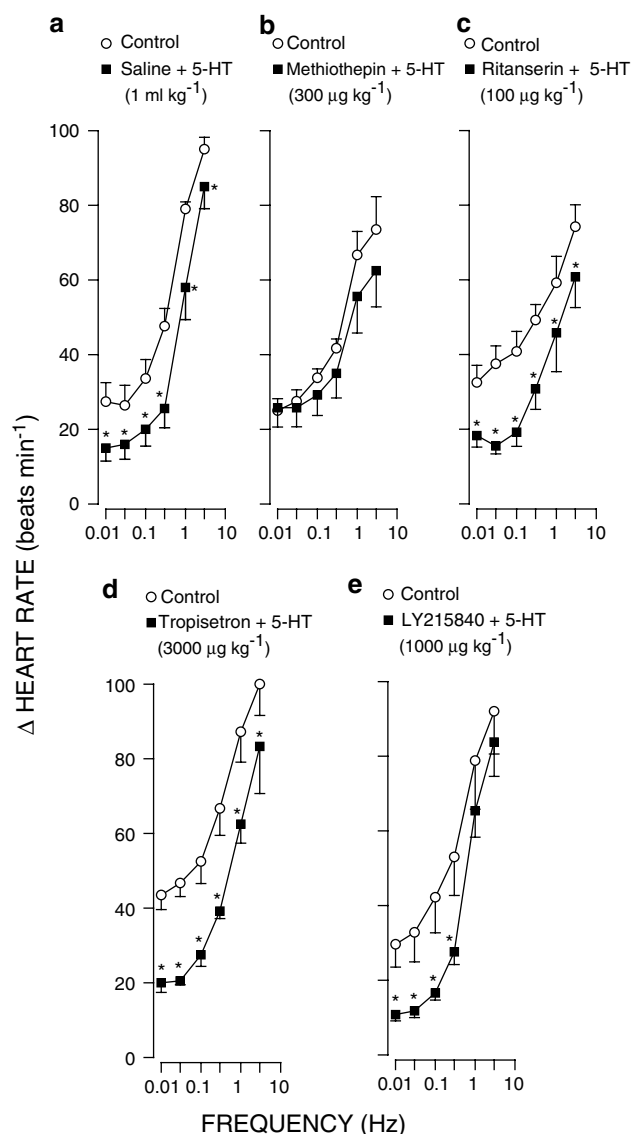 a
Control
Saline + 5-HT
(1 ml kg-1)
b
Control
Methiothepin + 5-HT
(300 µg kg-1)
c
Control
Ritanserin + 5-HT
(100 µg kg-1)
100
80
60
40
20
0
* * * * * *
* * * * * *
0.01 0.1 1 10
0.01 0.1 1 10
0.01 0.1 1 10
Δ HEART RATE (beats min-1)
d
Control
Tropisetron + 5-HT
(3000 µg kg-1)
e
Control
LY215840 + 5-HT
(1000 µg kg-1)
100
80
60
40
20
0
* * * * * *
* * * *
0.01 0.1 1 10
0.01 0.1 1 10
FREQUENCY (Hz)